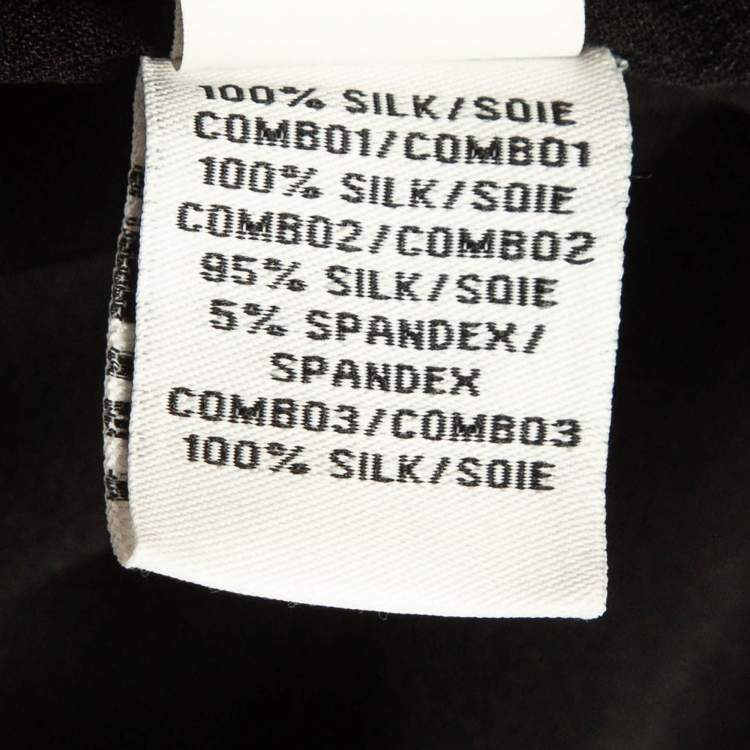 100% SILK/SOIE
COMBO1/COMBO1
100% SILK/SOIE
COMBO2/COMBO2
95% SILK/SOIE
5% SPANDEX/
SPANDEX
COMBO3/COMBO3
100% SILK/SOIE